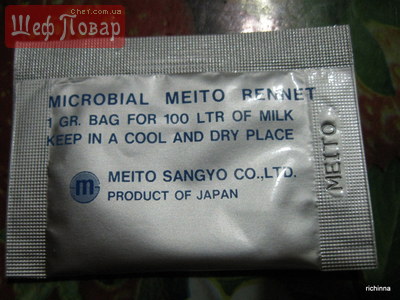 Chef.com.ua
Шеф Повар
MICROBIAL MEITO RENNET
1 GR. BAG FOR 100 LTR OF MILK
KEEP IN A COOL AND DRY PLACE
m
MEITO SANGYO CO.,LTD.
PRODUCT OF JAPAN
MEITO
richinna